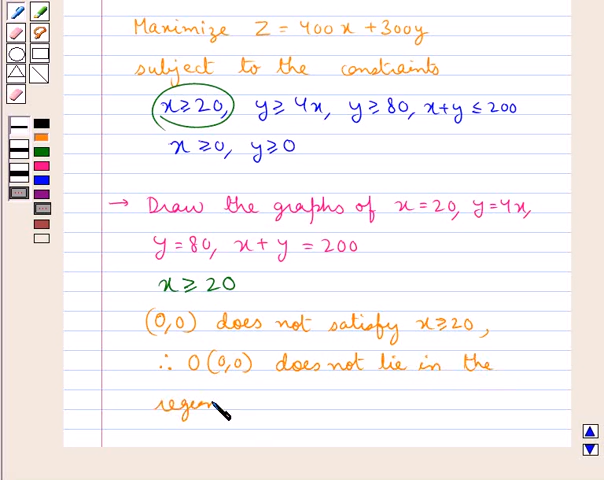 Maximize Z = 400x + 300y
subject to the constraints
x ≥ 20, y ≥ 4x, y ≥ 80, x+y ≤ 200
x ≥ 0, y ≥ 0
→ Draw the graphs of x = 20, y = 4x,
y = 80, x + y = 200
x ≥ 20
(0,0) does not satisfy x ≥ 20,
∴ O (0,0) does not lie in the